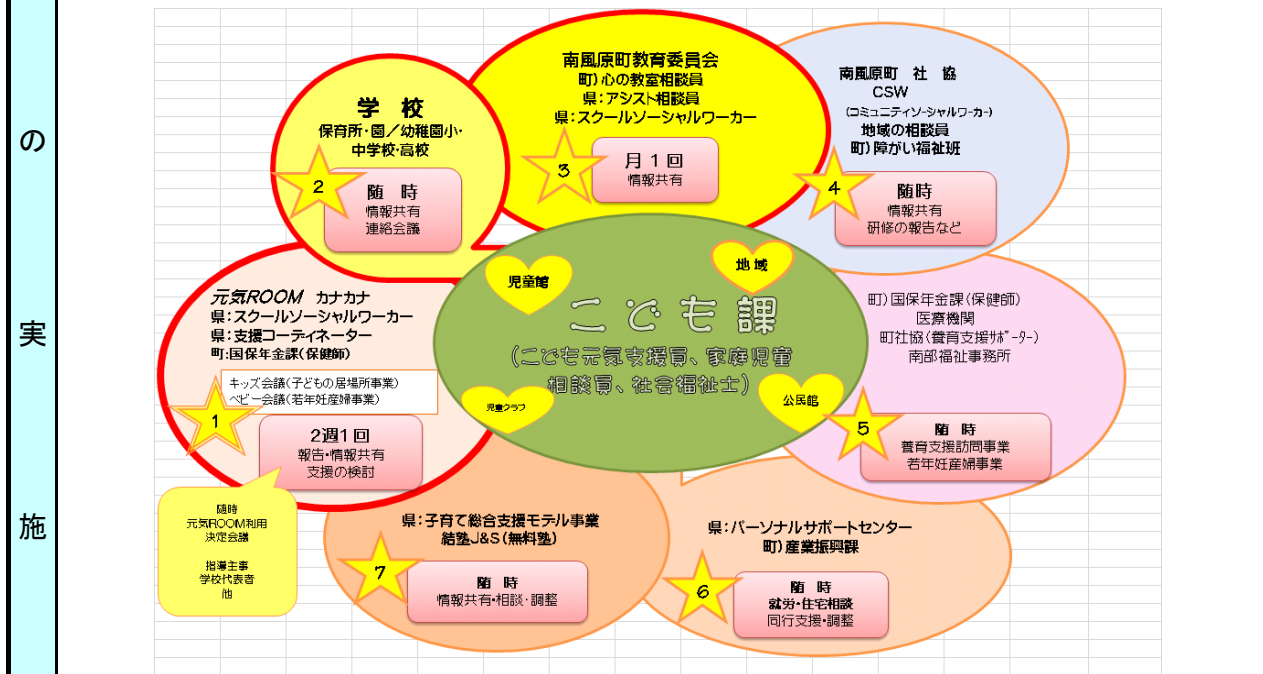 の
実
施
学　校
保育所・園／幼稚園小・
中学校・高校
2
随　時
情報共有
連絡会議
南風原町教育委員会
町）心の教室相談員
県：アシスト相談員
県：スクールソーシャルワーカー
3
月１回
情報共有
南風原町　社　協
CSW
（コミュニティソーシャルワーカー）
地域の相談員
町）障がい福祉班
4
随時
情報共有
研修の報告など
児童館
地 域
こ ど も 課
（こども元気支援員、家庭児童
相談員、社会福祉士）
児童クラブ
公民館
元気ROOM　カナカナ
県：スクールソーシャルワーカー
県：支援コーディネーター
町：国保年金課（保健師）
キッズ会議（子どもの居場所事業）
ベビー会議（若年妊産婦事業）
1
2週1回
報告・情報共有
支援の検討
随時
元気ROOM利用
決定会議
指導主事
学校代表者
他
町）国保年金課（保健師）
医療機関
町社協（養育支援ｻﾎﾟｰﾀｰ）
南部福祉事務所
5
随　時
養育支援訪問事業
若年妊産婦事業
県：パーソナルサポートセンター
町）産業振興課
6
随　時
就労・住宅相談
同行支援・調整
県：子育て総合支援モデル事業
結塾J&S（無料塾）
7
随　時
情報共有・相談・調整